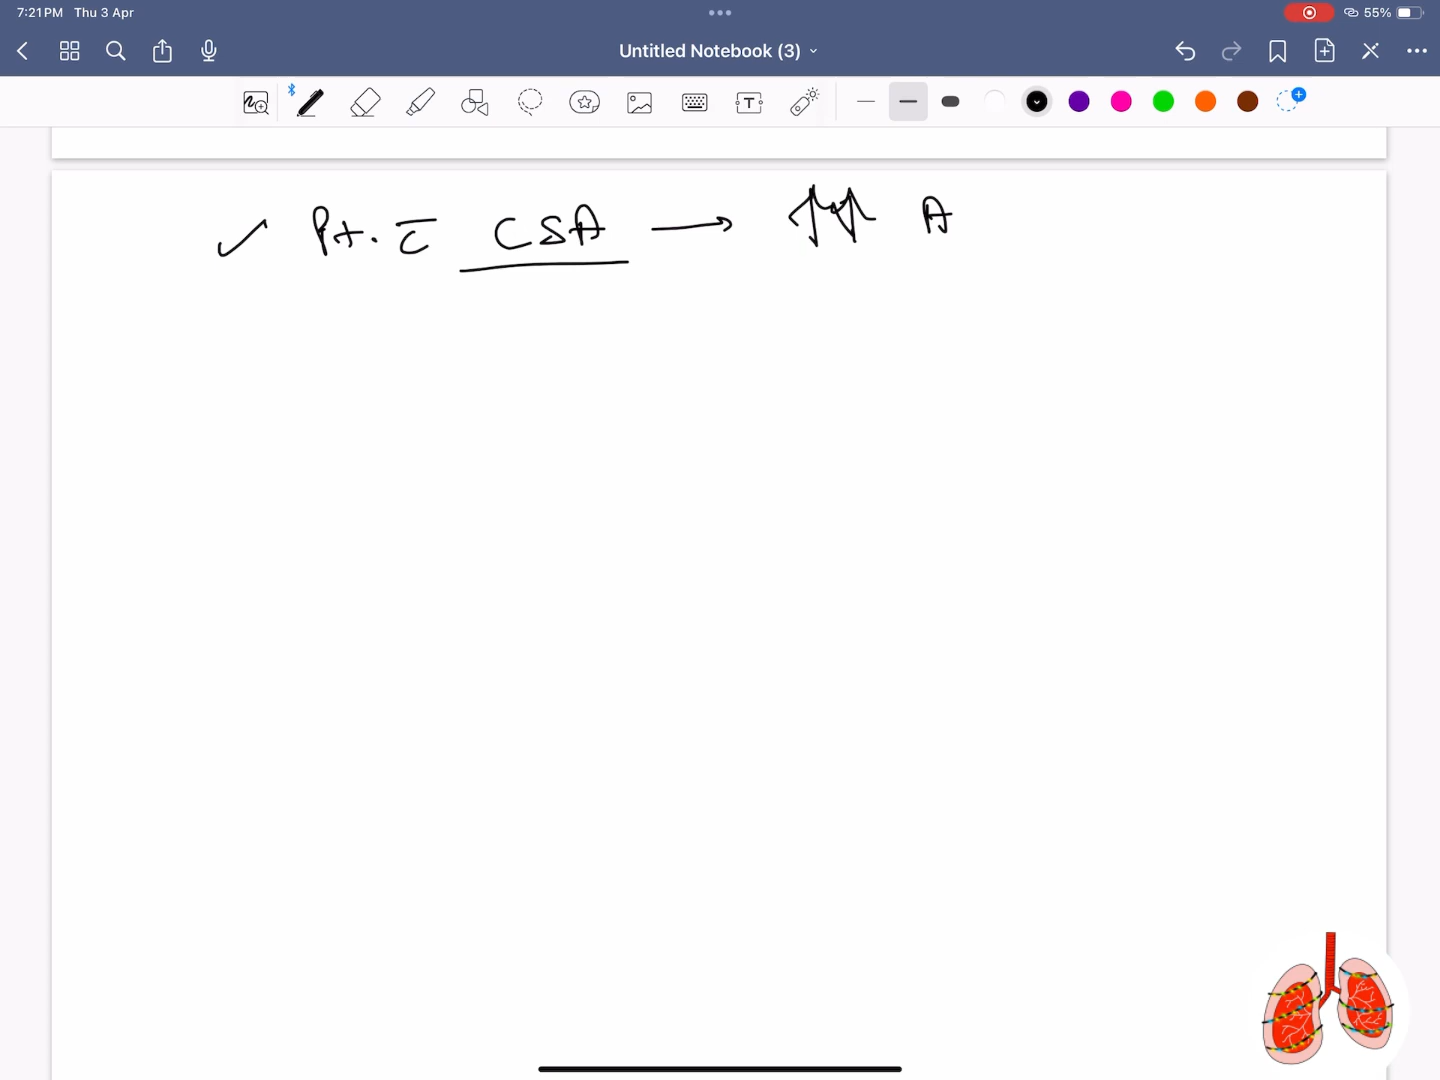 7:21 PM Thu 3 Apr
55%
Untitled Notebook (3)
T
✓ Pt. c̅ CSA → ↑↑ A